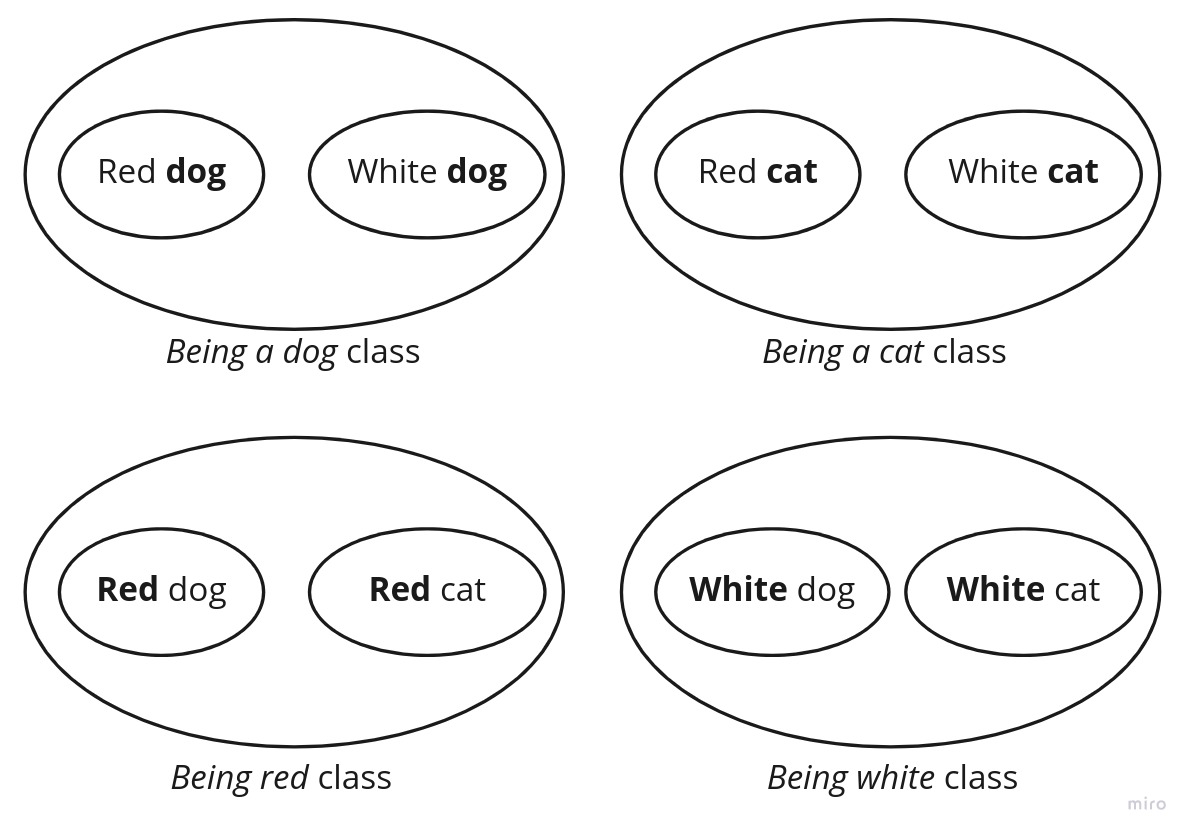 Red dog
White dog
Red cat
White cat
Being a dog class
Being a cat class
Red dog
Red cat
White dog
White cat
Being red class
Being white class
miro